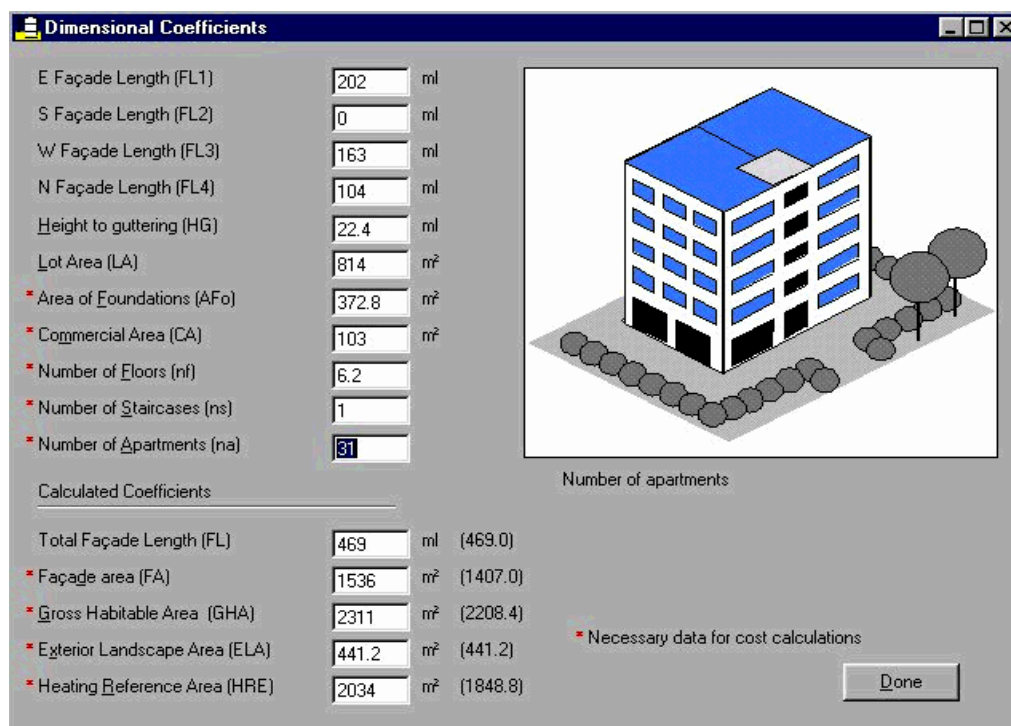 Dimensional Coefficients
E Façade Length (FL1) 202 ml
S Façade Length (FL2) 0 ml
W Façade Length (FL3) 163 ml
N Façade Length (FL4) 104 ml
Height to guttering (HG) 22.4 ml
Lot Area (LA) 814 m²
* Area of Foundations (AFo) 372.8 m²
* Commercial Area (CA) 103 m²
* Number of Floors (nf) 6.2
* Number of Staircases (ns) 1
* Number of Apartments (na) 31
Number of apartments
Calculated Coefficients
Total Façade Length (FL) 469 ml (469.0)
* Façade area (FA) 1536 m² (1407.0)
* Gross Habitable Area (GHA) 2311 m² (2208.4)
* Exterior Landscape Area (ELA) 441.2 m² (441.2)
* Heating Reference Area (HRE) 2034 m² (1848.8)
* Necessary data for cost calculations
Done